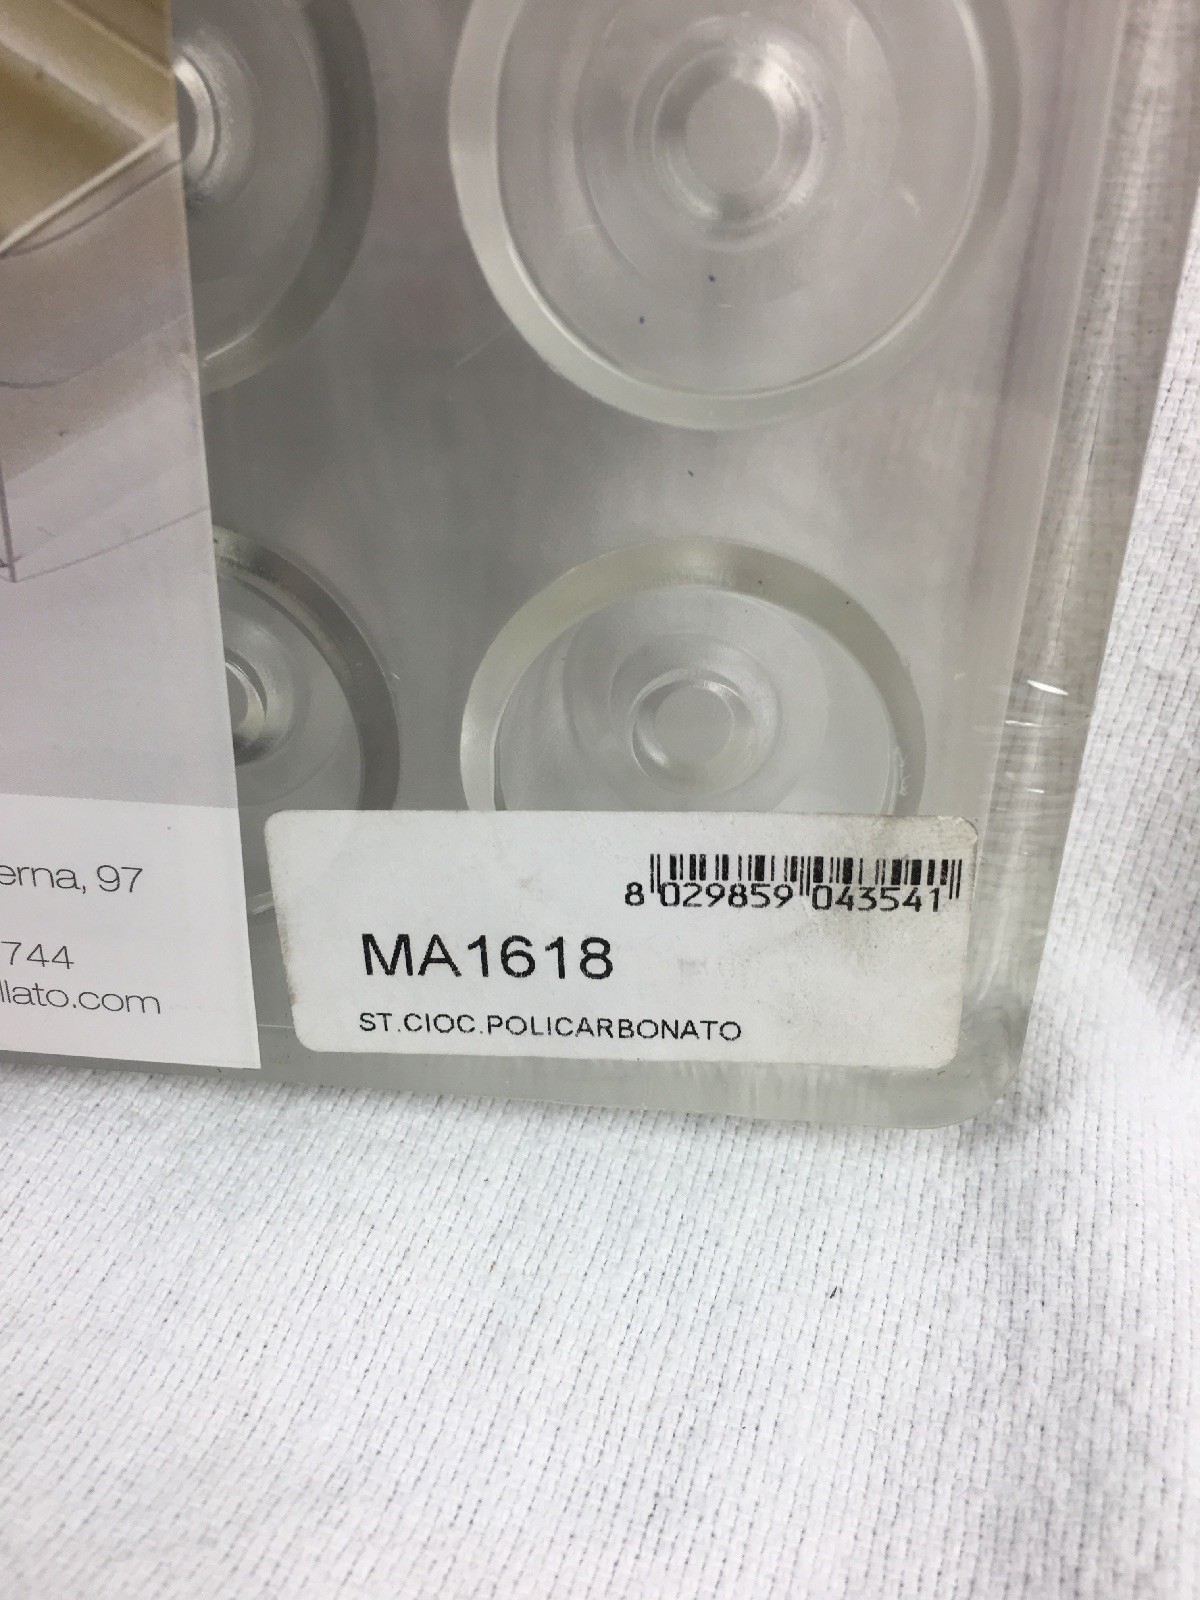 erna, 97
744
llato.com
8 029859 043541
MA1618
ST.CIOC.POLICARBONATO